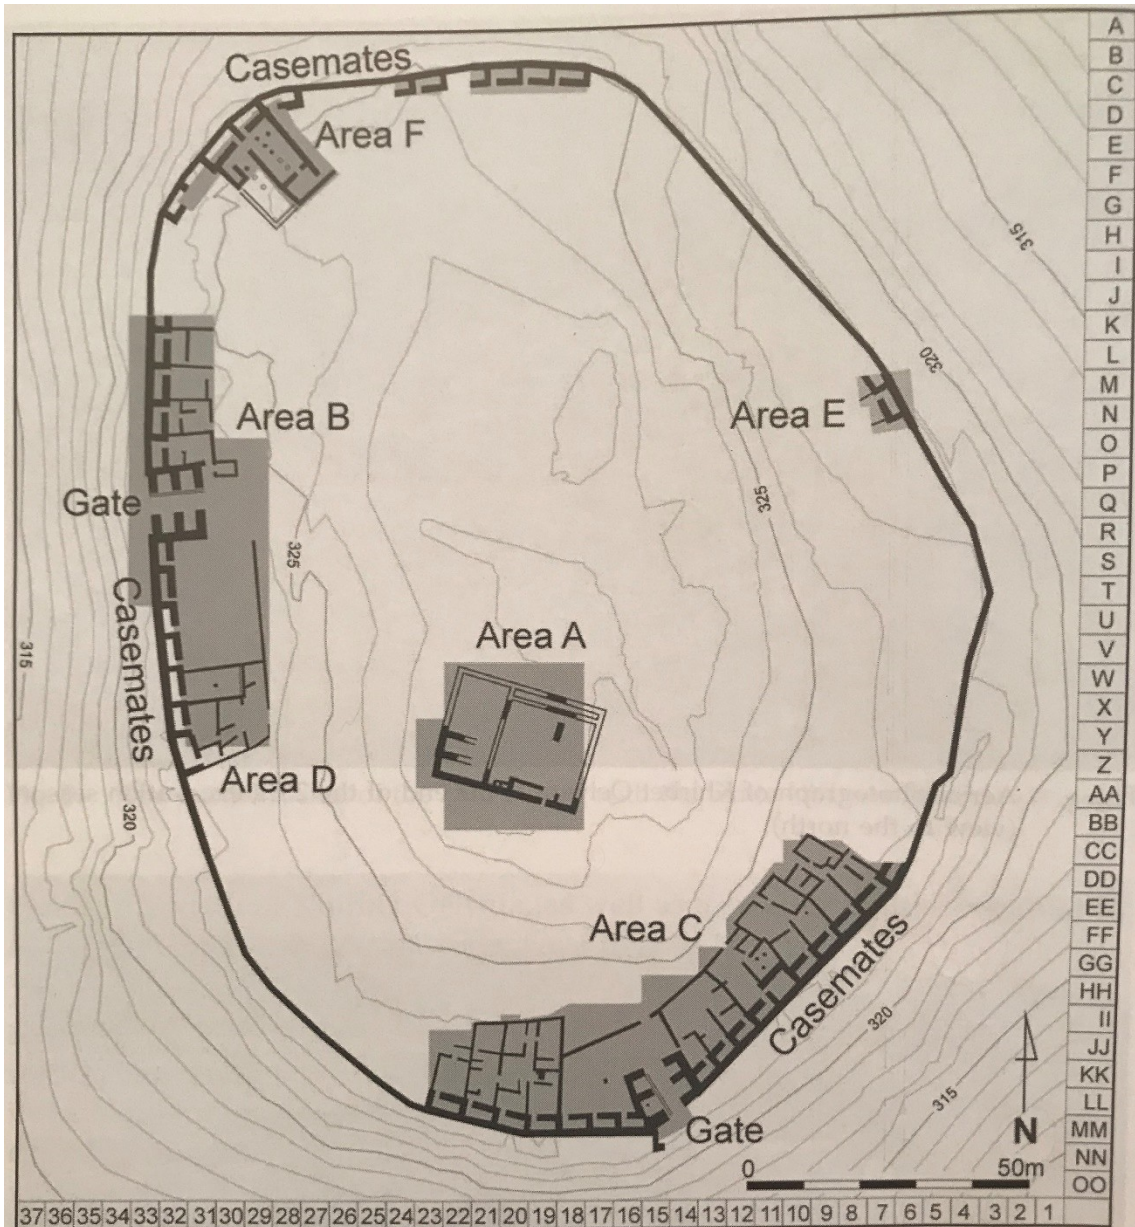 Casemates
Area F
A
B
C
D
E
F
G
H
I
J
K
L
M
N
O
P
Q
R
S
T
U
V
W
X
Y
Z
AA
BB
CC
DD
EE
FF
GG
HH
II
JJ
KK
LL
MM
NN
OO
315
320
Area B
Area E
Gate
325
325
Casemates
315
Area A
Area D
320
Area C
Casemates
320
315
Gate
N
0 50m
37 36 35 34 33 32 31 30 29 28 27 26 25 24 23 22 21 20 19 18 17 16 15 14 13 12 11 10 9 8 7 6 5 4 3 2 1